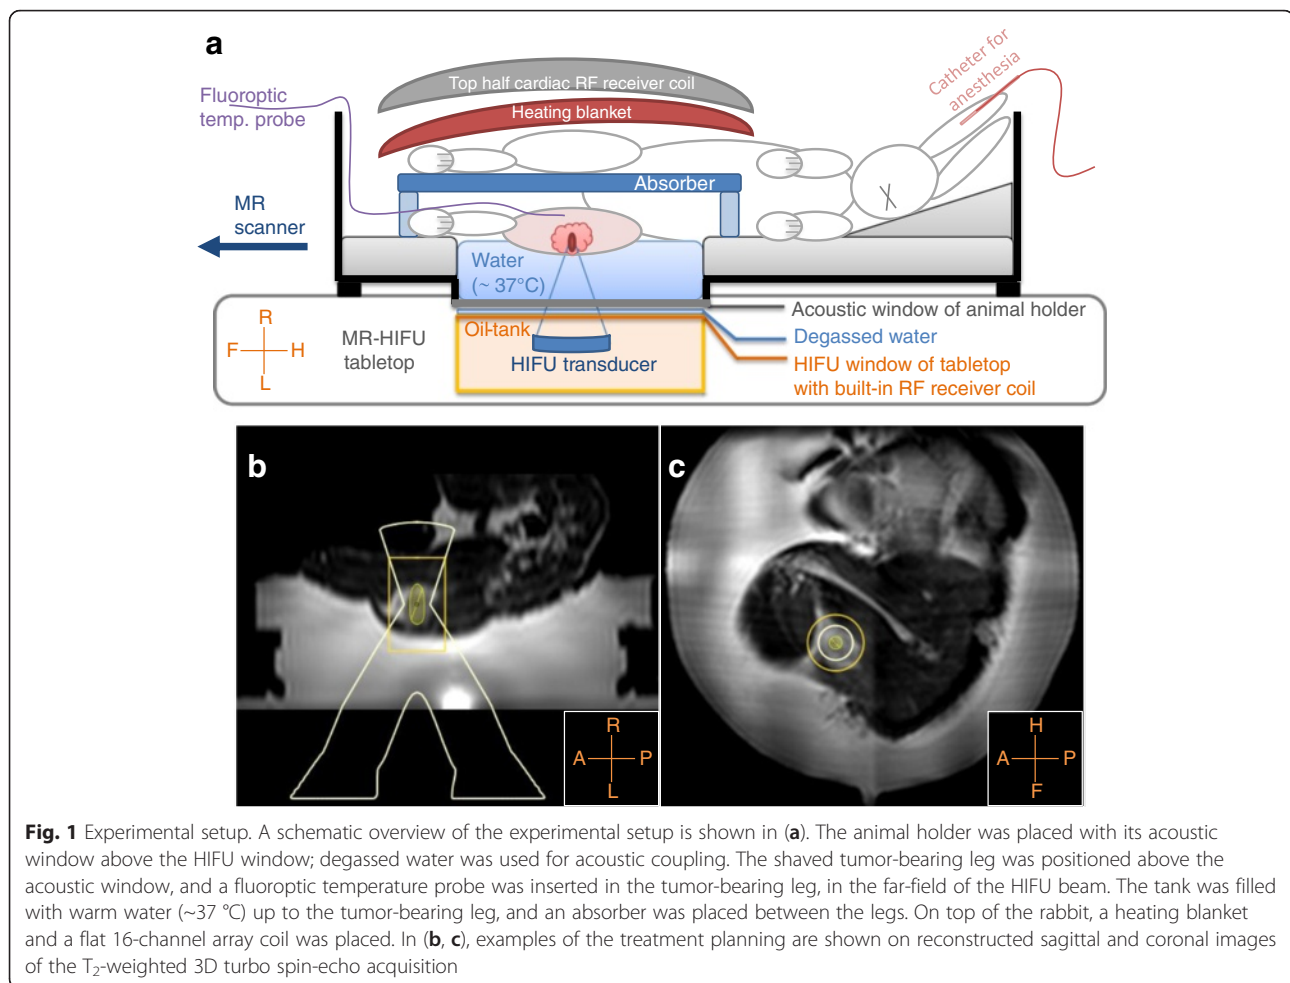 a
Top half cardiac RF receiver coil
Heating blanket
Catheter for
anesthesia
Fluoroptic
temp. probe
Absorber
MR
scanner
Water
(~ 37°C)
Acoustic window of animal holder
R
F H
L
MR-HIFU
tabletop
Oil-tank
HIFU transducer
Degassed water
HIFU window of tabletop
with built-in RF receiver coil
b
R
A P
L
c
H
A P
F
Fig. 1 Experimental setup. A schematic overview of the experimental setup is shown in (a). The animal holder was placed with its acoustic
window above the HIFU window; degassed water was used for acoustic coupling. The shaved tumor-bearing leg was positioned above the
acoustic window, and a fluoroptic temperature probe was inserted in the tumor-bearing leg, in the far-field of the HIFU beam. The tank was filled
with warm water (~37 °C) up to the tumor-bearing leg, and an absorber was placed between the legs. On top of the rabbit, a heating blanket
and a flat 16-channel array coil was placed. In (b, c), examples of the treatment planning are shown on reconstructed sagittal and coronal images
of the T2-weighted 3D turbo spin-echo acquisition